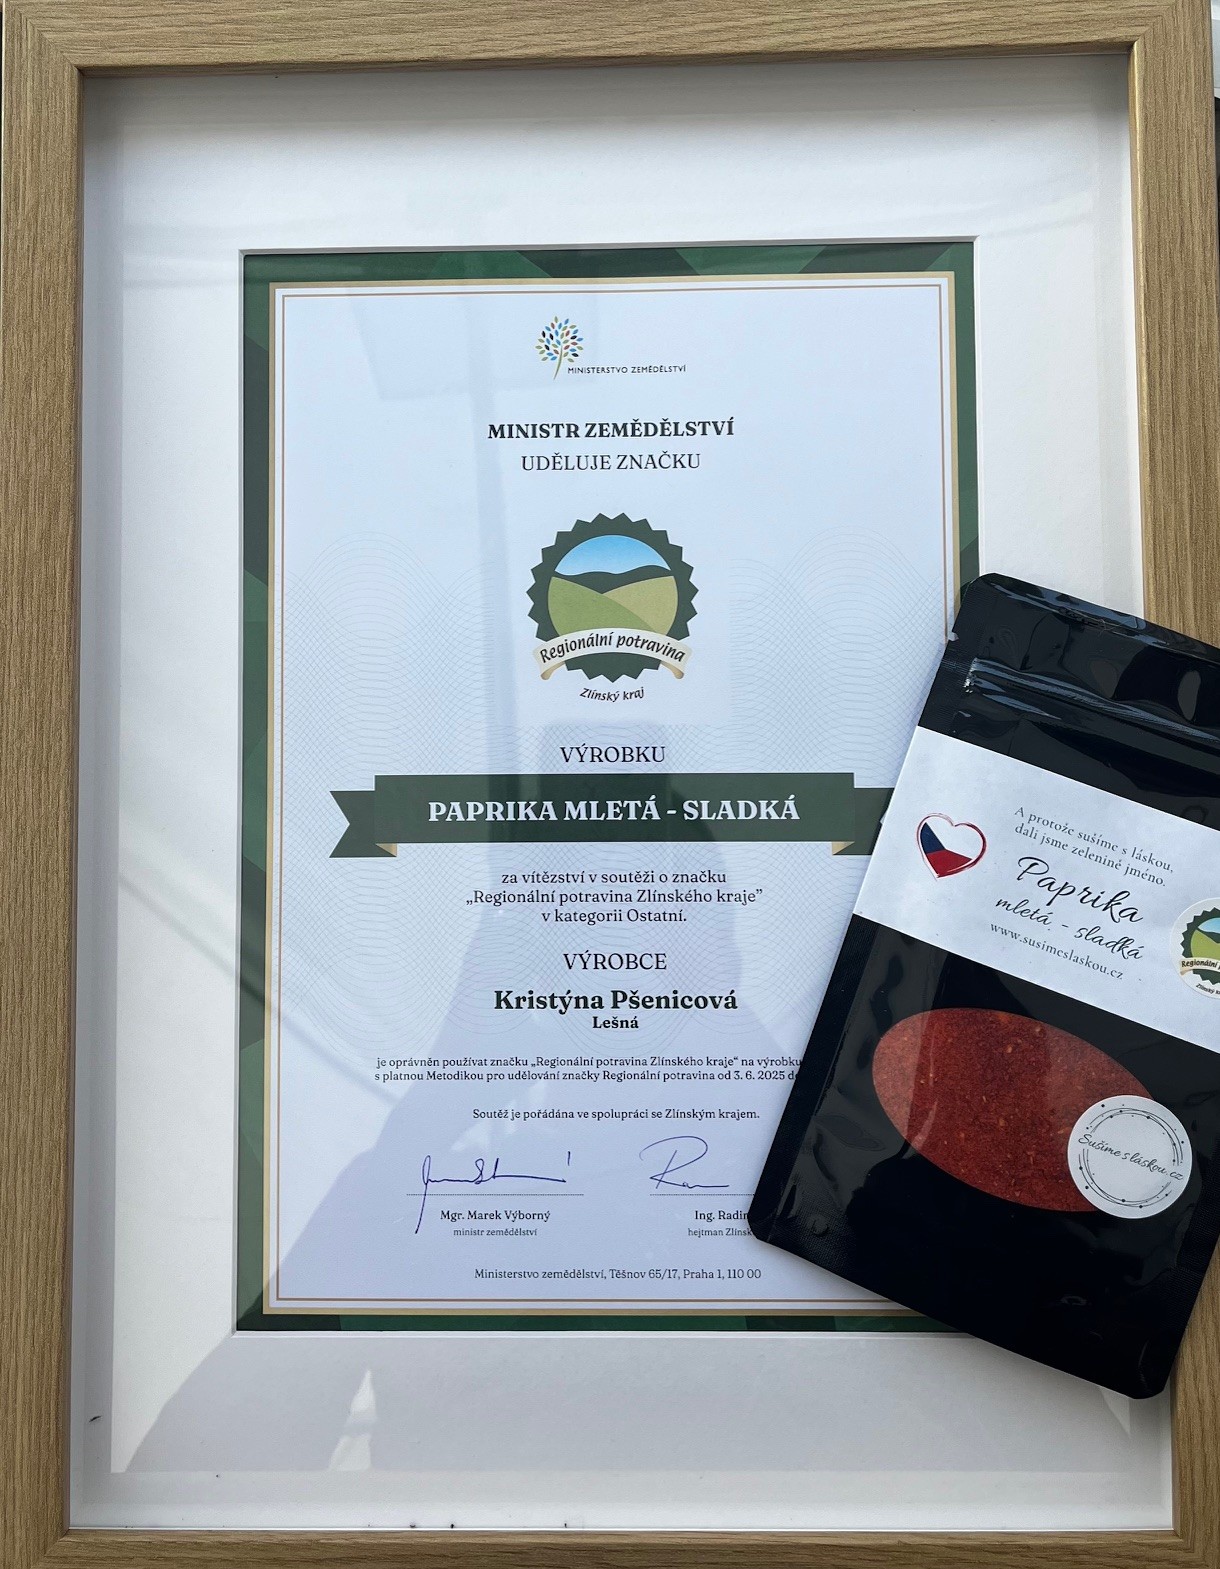 MINISTERSTVO ZEMĚDĚLSTVÍ
MINISTR ZEMĚDĚLSTVÍ
UDĚLUJE ZNAČKU
Regionální potravina
Zlínský kraj
VÝROBKU
PAPRIKA MLETÁ - SLADKÁ
za vítězství v soutěži o značku
„Regionální potravina Zlínského kraje”
v kategorii Ostatní.
VÝROBCE
Kristýna Pšenicová
Lešná
je oprávněn používat značku „Regionální potravina Zlínského kraje“ na výrobku
s platnou Metodikou pro udělování značky Regionální potravina od 3. 6. 2025
Soutěž je pořádána ve spolupráci se Zlínským krajem.
Mgr. Marek Výborný
ministr zemědělství
Ing.
hejtman
Ministerstvo zemědělství, Těšnov 65/17, Praha 1, 110 00
A protože sušíme s láskou,
dali jsme zelenině jméno.
Paprika
mletá - sladká
www.susimeslaskou.cz
Regionální
Sušíme s láskou.cz